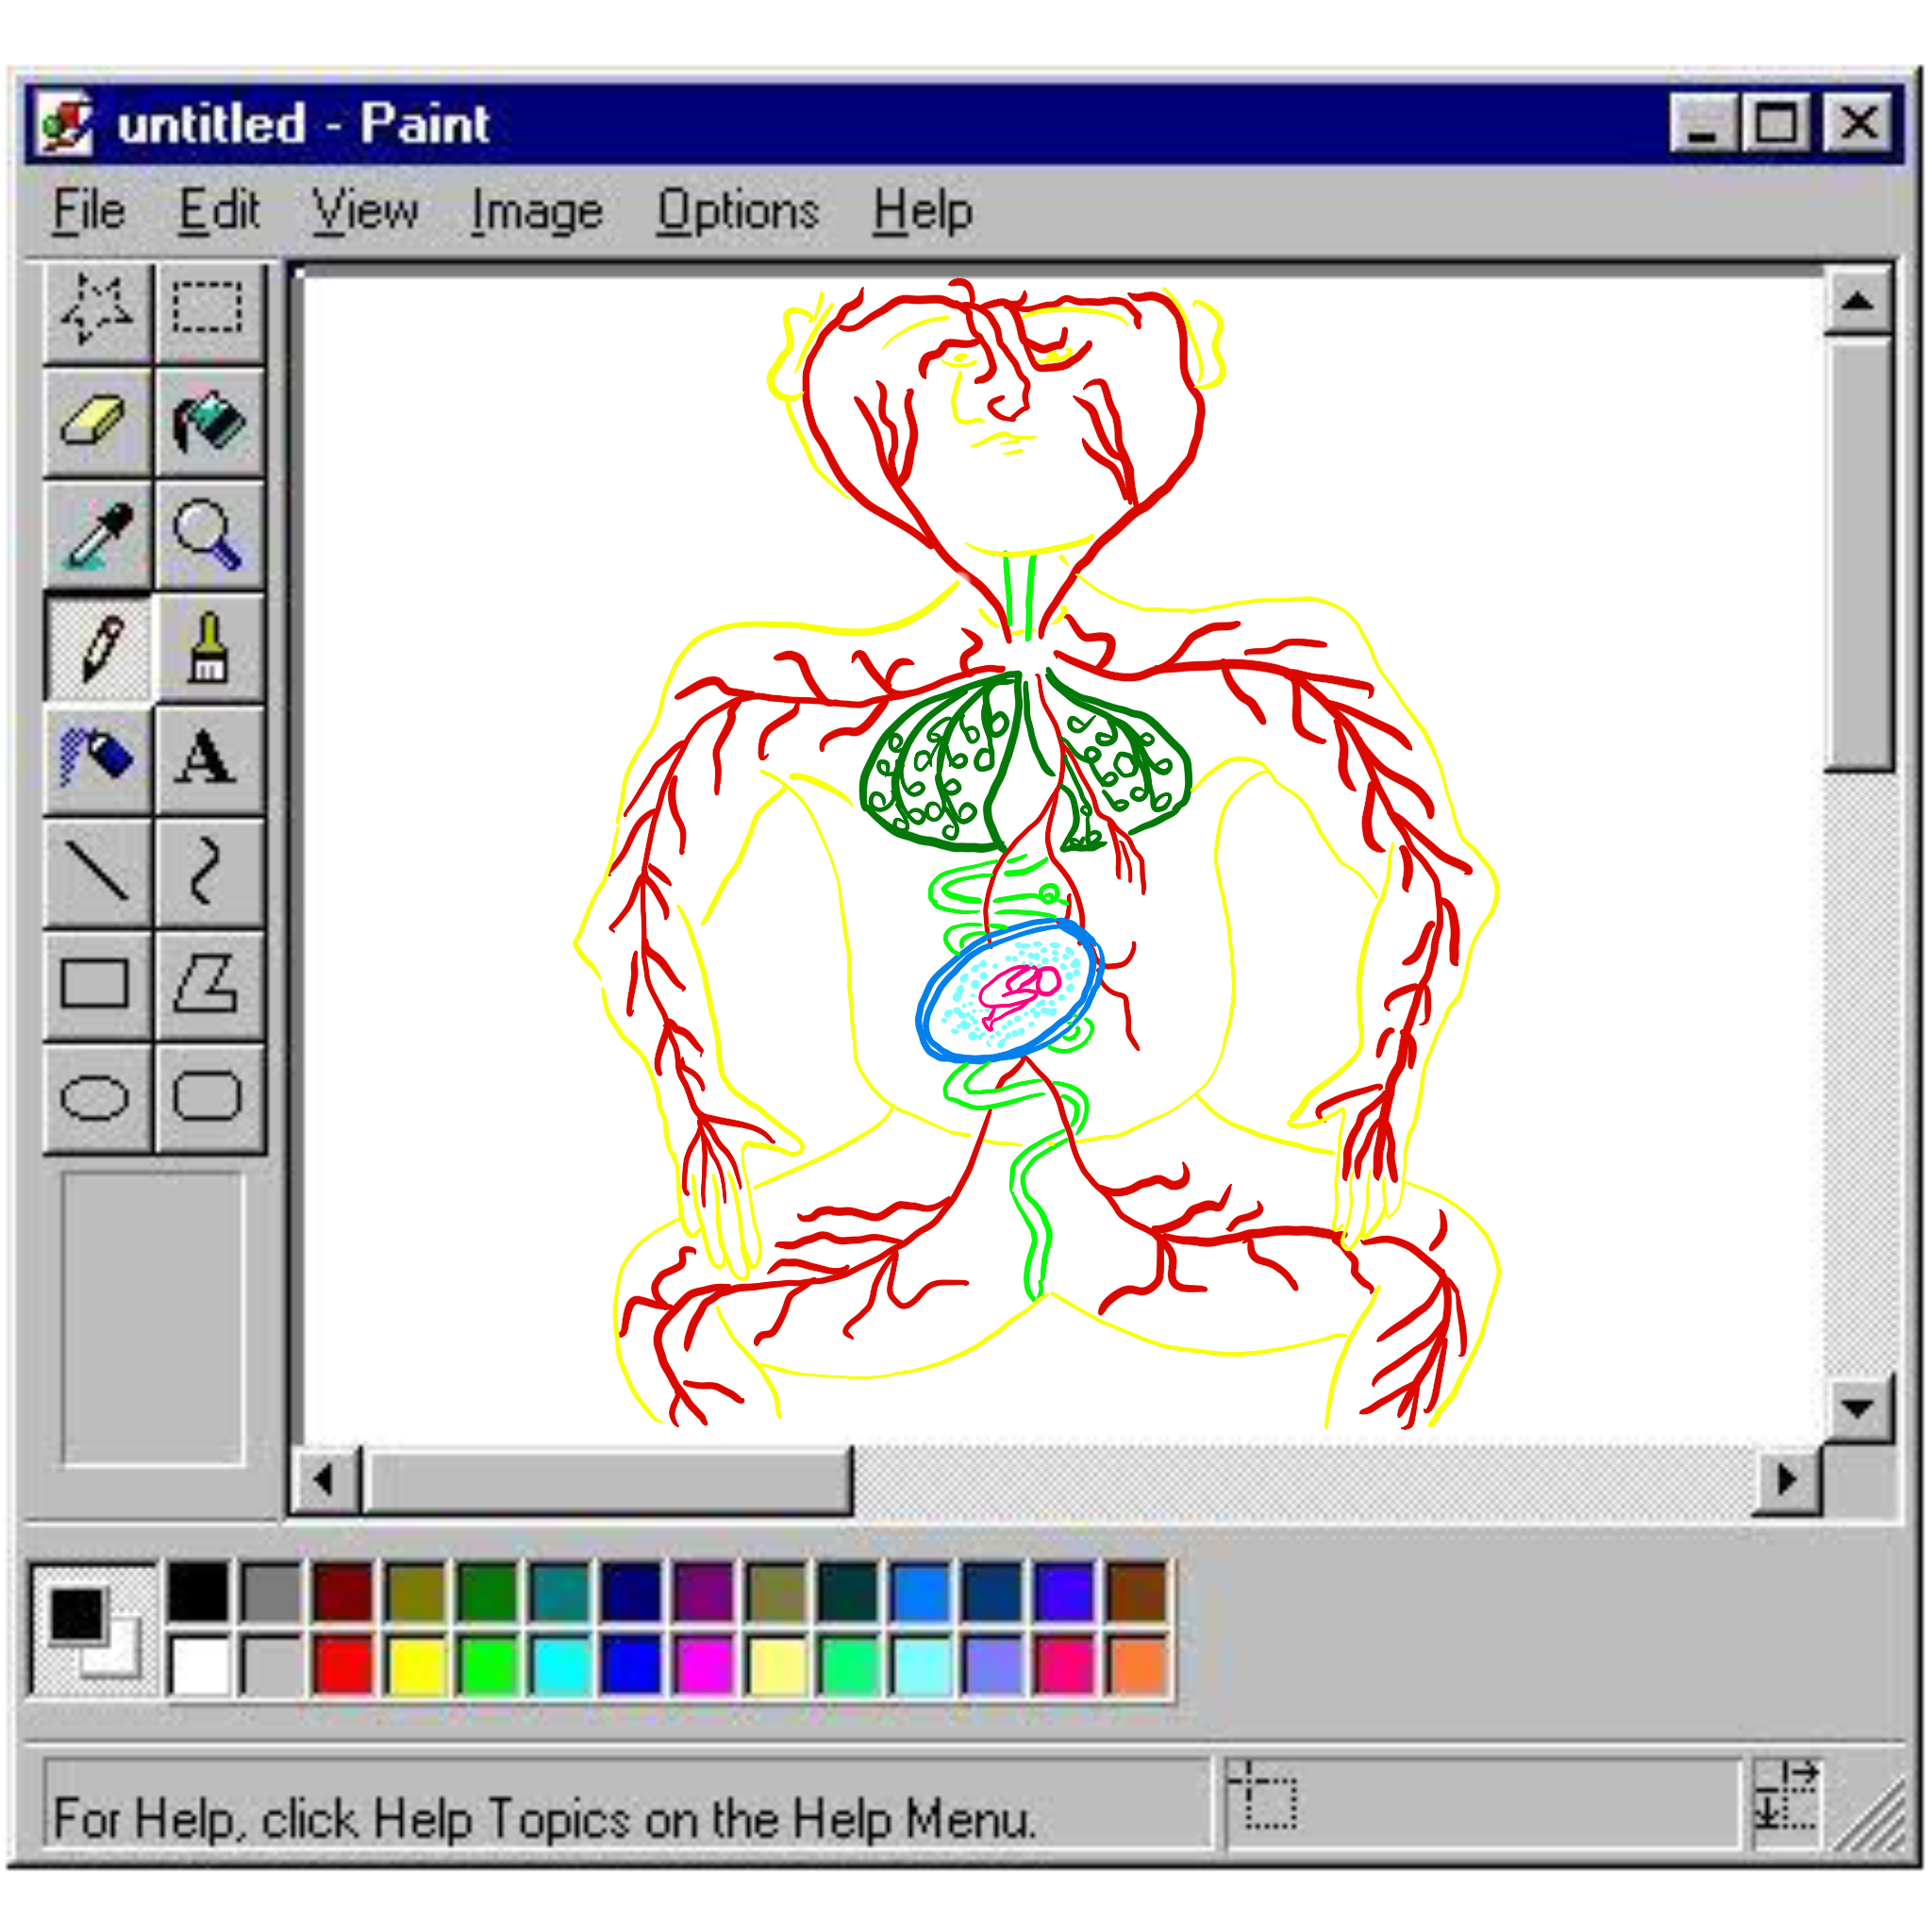 untitled - Paint
File Edit View Image Options Help
A
For Help, click Help Topics on the Help Menu.